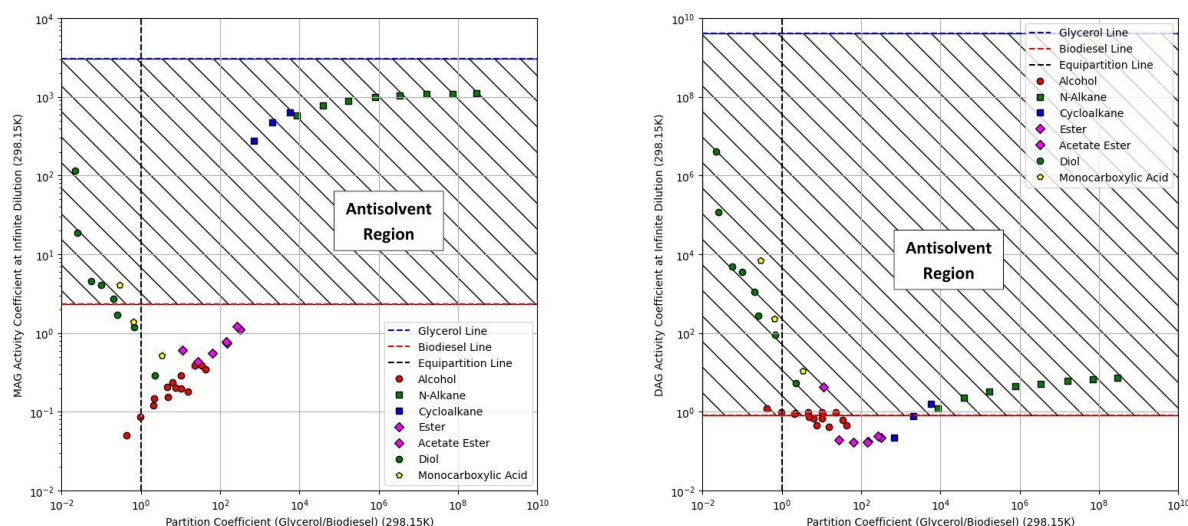 MAG Activity Coefficient at Infinite Dilution (298.15K)
10^4
10^3
10^2
10^1
10^0
10^-1
10^-2
Antisolvent
Region
Glycerol Line
Biodiesel Line
Equipartition Line
Alcohol
N-Alkane
Cycloalkane
Ester
Acetate Ester
Diol
Monocarboxylic Acid
10^-2 10^0 10^2 10^4 10^6 10^8 10^10
Partition Coefficient (Glycerol/Biodiesel) (298.15K)
DAG Activity Coefficient at Infinite Dilution (298.15K)
10^10
10^8
10^6
10^4
10^2
10^0
10^-2
Glycerol Line
Biodiesel Line
Equipartition Line
Alcohol
N-Alkane
Cycloalkane
Ester
Acetate Ester
Diol
Monocarboxylic Acid
Antisolvent
Region
10^-2 10^0 10^2 10^4 10^6 10^8 10^10
Partition Coefficient (Glycerol/Biodiesel) (298.15K)